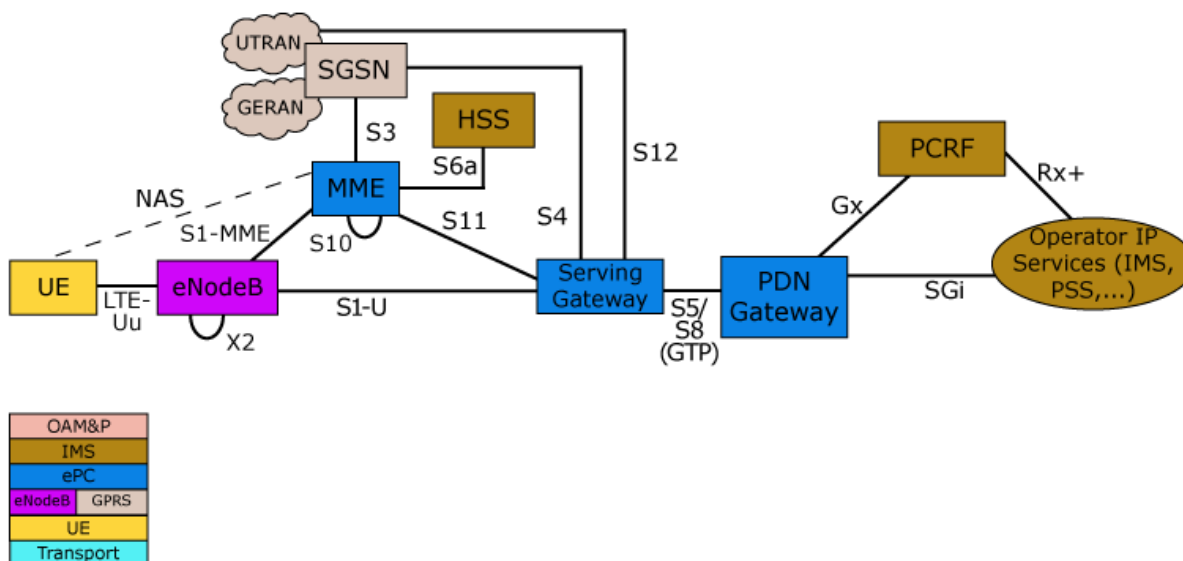 UTRAN
SGSN
GERAN
HSS
S3
S6a
S12
PCRF
Rx+
NAS
MME
S11
S4
Gx
S1-MME
S10
Operator IP
Services (IMS,
PSS,...)
UE
eNodeB
Serving
Gateway
PDN
Gateway
SGi
LTE-
Uu
S1-U
S5/
S8
(GTP)
X2
OAM&P
IMS
ePC
eNodeB GPRS
UE
Transport